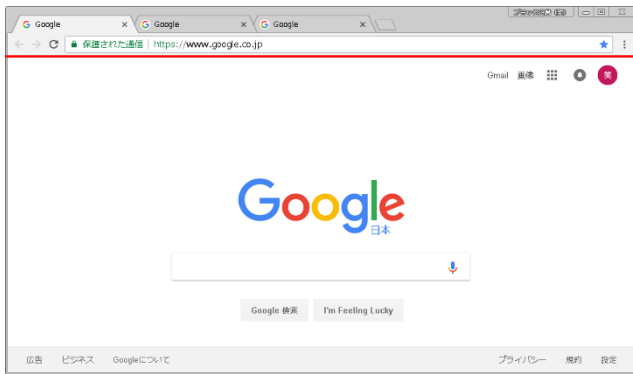 Google Google Google
保護された通信 | https://www.google.co.jp
Gmail 画像 笑
Google
日本
Google 検索 I'm Feeling Lucky
広告 ビジネス Googleについて プライバシー 規約 設定